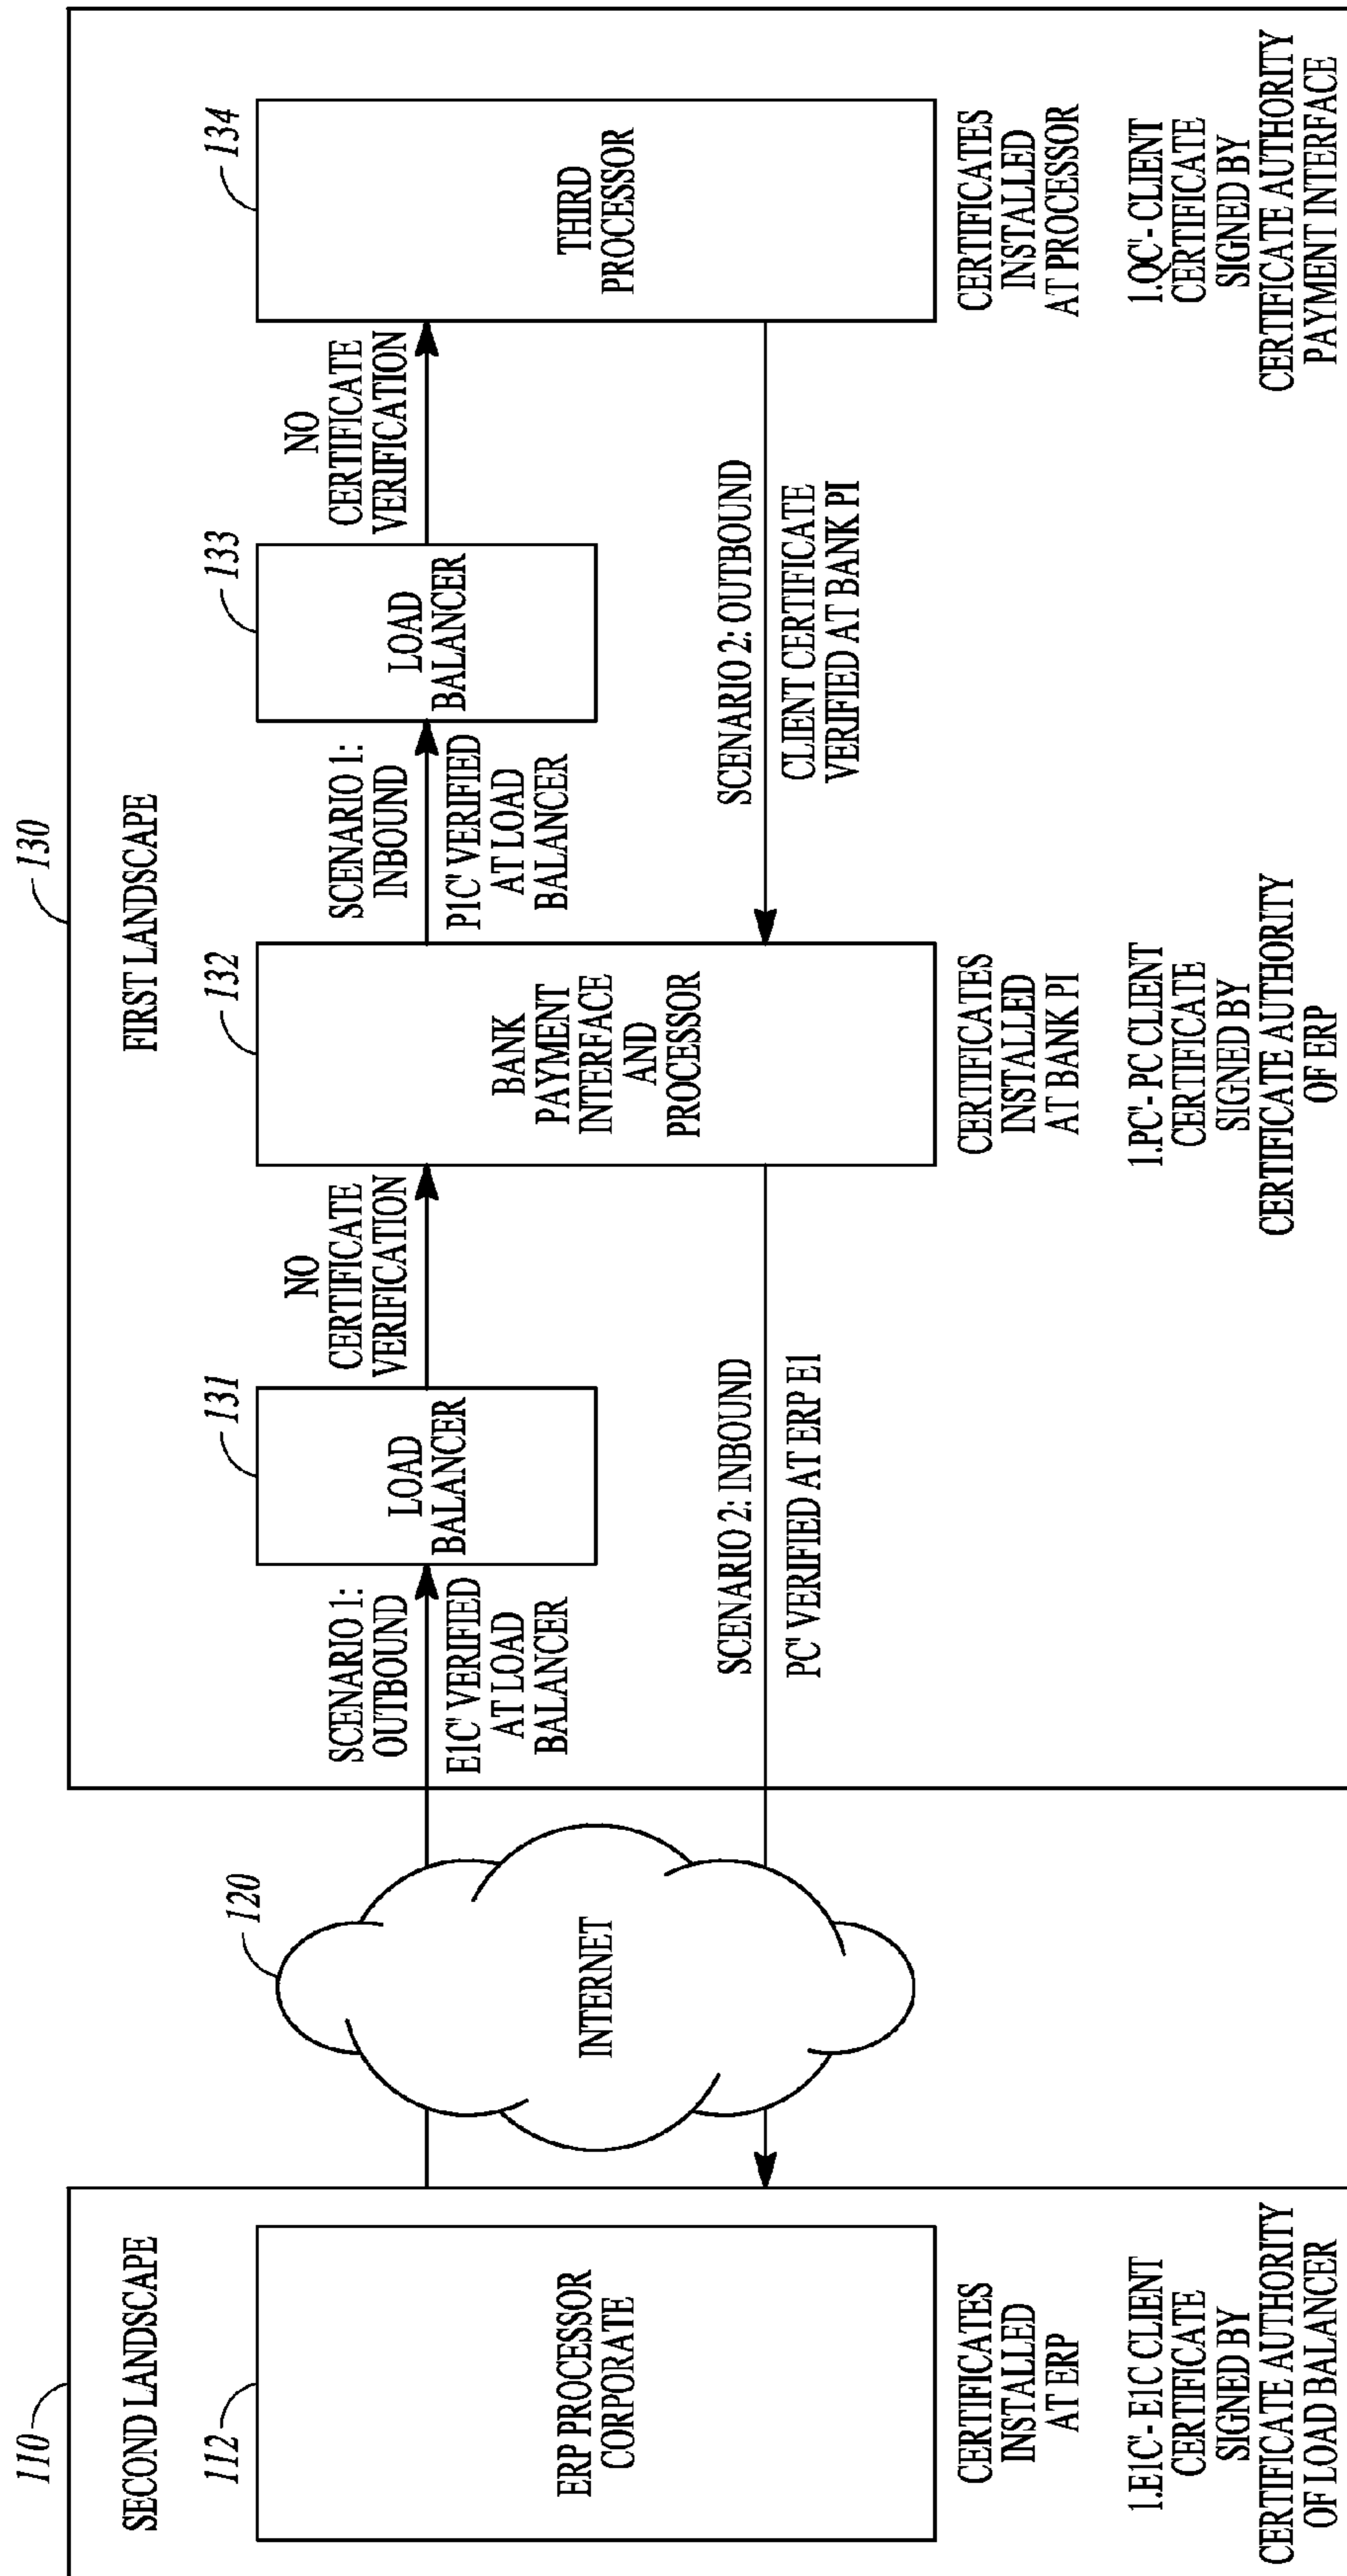 110
SECOND LANDSCAPE
112
ERP PROCESSOR
CORPORATE
CERTIFICATES
INSTALLED
AT ERP
1.E1C'- E1C CLIENT
CERTIFICATE
SIGNED BY
CERTIFICATE AUTHORITY
OF LOAD BALANCER
120
INTERNET
130
FIRST LANDSCAPE
SCENARIO 1:
OUTBOUND
E1C' VERIFIED
AT LOAD
BALANCER
131
LOAD
BALANCER
NO
CERTIFICATE
VERIFICATION
SCENARIO 2: INBOUND
PC' VERIFIED AT ERP E1
132
BANK
PAYMENT
INTERFACE
AND
PROCESSOR
CERTIFICATES
INSTALLED
AT BANK PI
1.PC'- PC CLIENT
CERTIFICATE
SIGNED BY
CERTIFICATE AUTHORITY
OF ERP
SCENARIO 1:
INBOUND
P1C' VERIFIED
AT LOAD
BALANCER
133
LOAD
BALANCER
NO
CERTIFICATE
VERIFICATION
SCENARIO 2: OUTBOUND
CLIENT CERTIFICATE
VERIFIED AT BANK PI
134
THIRD
PROCESSOR
CERTIFICATES
INSTALLED
AT PROCESSOR
1.QC'- CLIENT
CERTIFICATE
SIGNED BY
CERTIFICATE AUTHORITY
PAYMENT INTERFACE